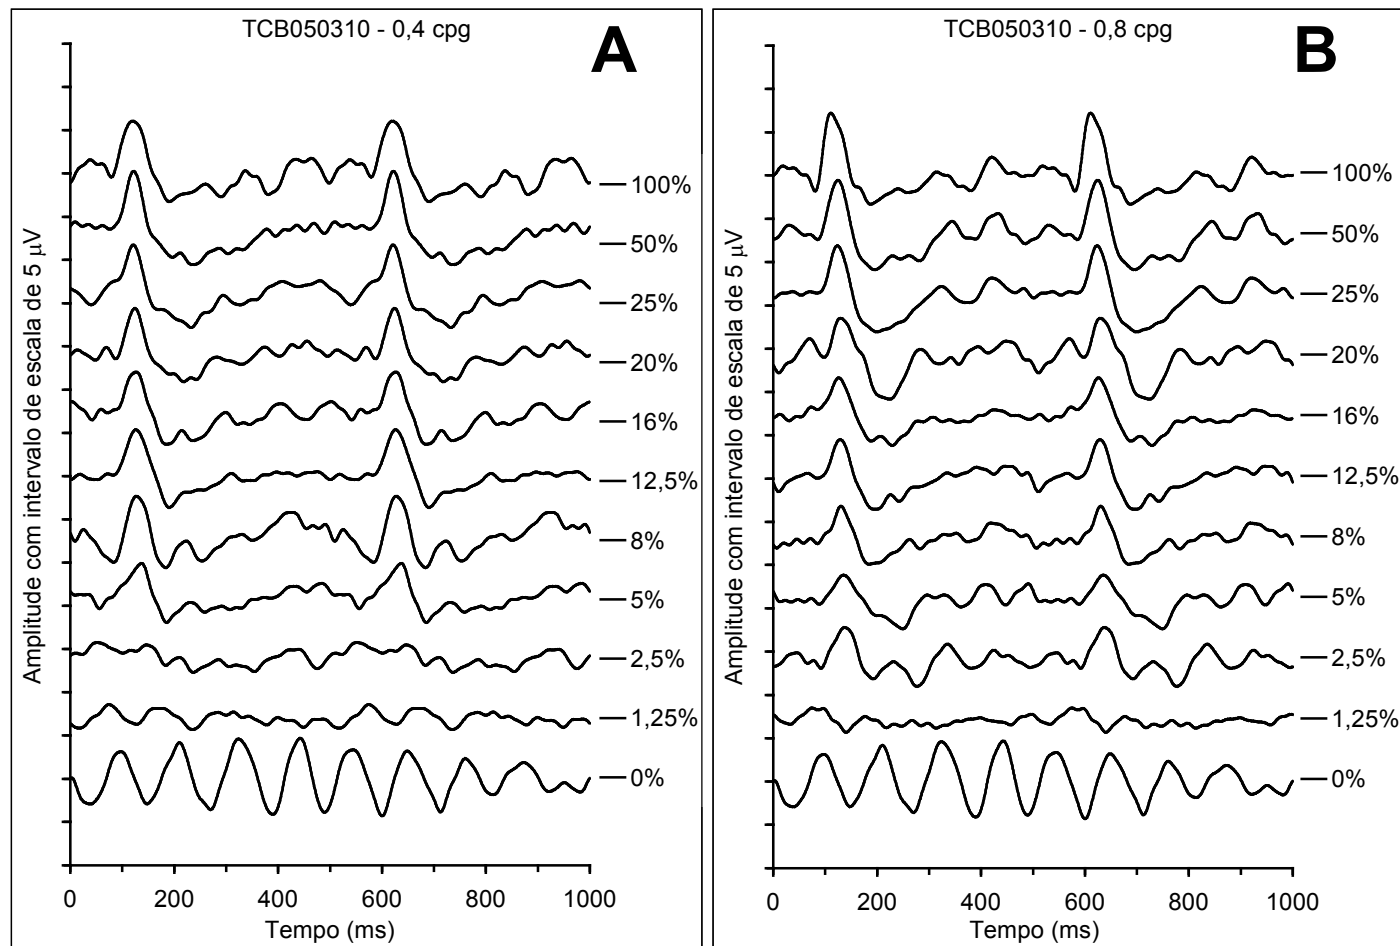 TCB050310 - 0,4 cpg
A
Amplitude com intervalo de escala de 5 µV
100%
50%
25%
20%
16%
12,5%
8%
5%
2,5%
1,25%
0%
0 200 400 600 800 1000
Tempo (ms)
TCB050310 - 0,8 cpg
B
Amplitude com intervalo de escala de 5 µV
100%
50%
25%
20%
16%
12,5%
8%
5%
2,5%
1,25%
0%
0 200 400 600 800 1000
Tempo (ms)